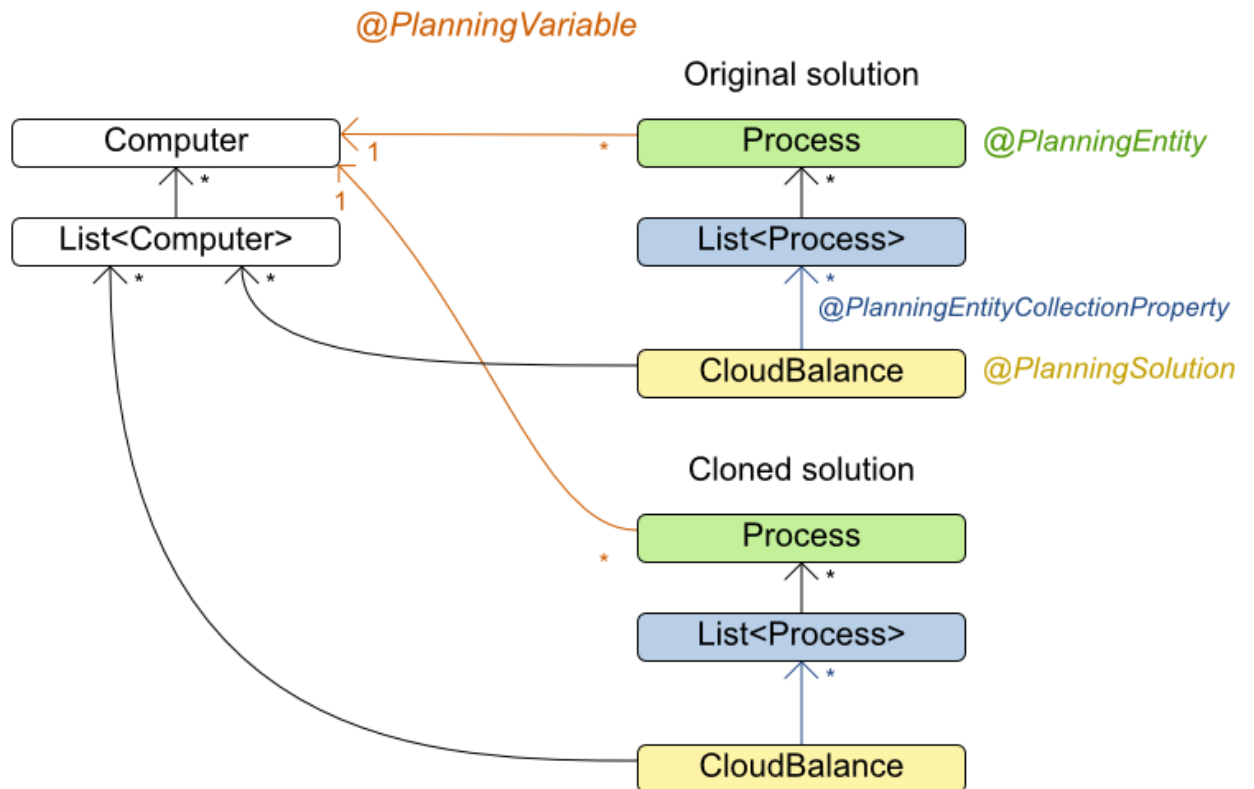 @PlanningVariable
Original solution
Computer
1
*
Process
@PlanningEntity
*
1
*
List<Computer>
List<Process>
*
*
*
@PlanningEntityCollectionProperty
CloudBalance
@PlanningSolution
Cloned solution
Process
*
*
List<Process>
*
CloudBalance